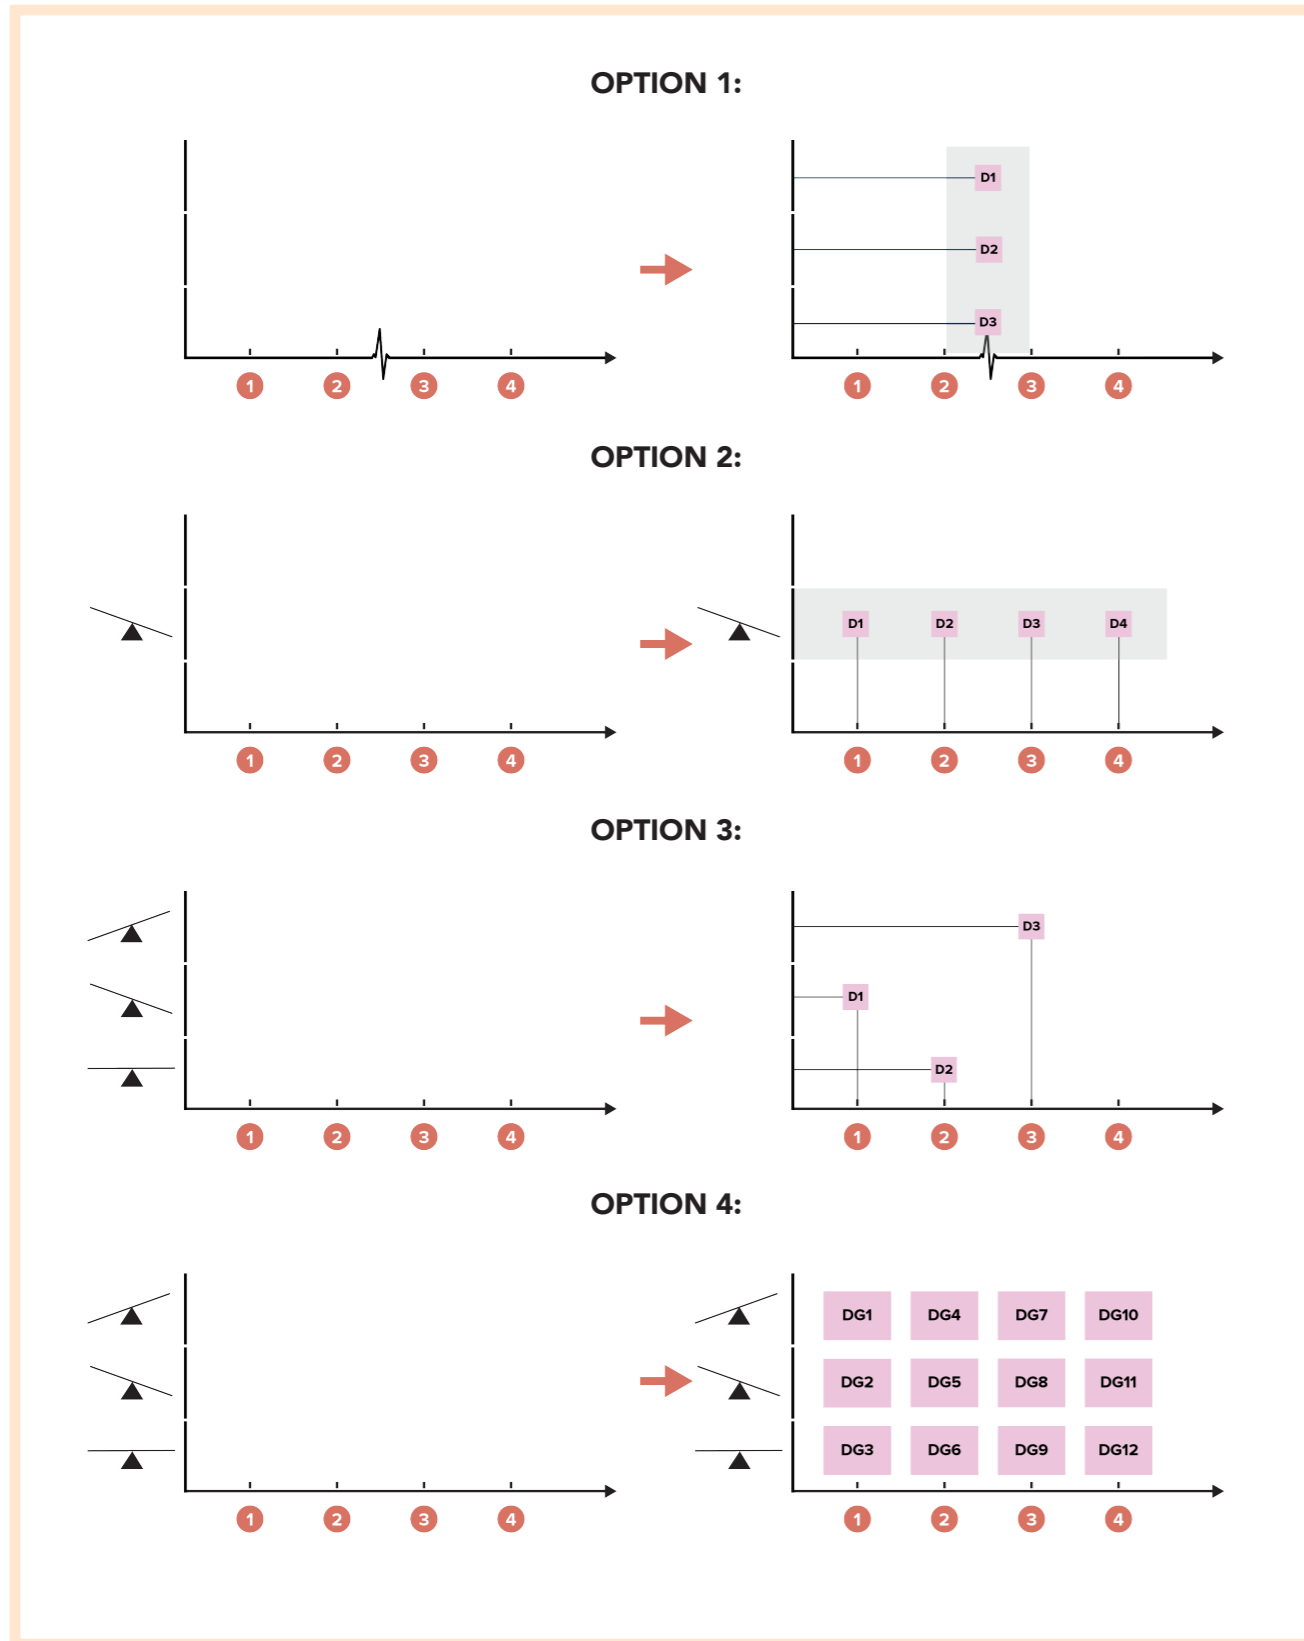 OPTION 1:
D1
D2
D3
1 2 3 4
1 2 3 4
OPTION 2:
D1 D2 D3 D4
1 2 3 4
1 2 3 4
OPTION 3:
D3
D1
D2
1 2 3 4
1 2 3 4
OPTION 4:
DG1 DG4 DG7 DG10
DG2 DG5 DG8 DG11
DG3 DG6 DG9 DG12
1 2 3 4
1 2 3 4